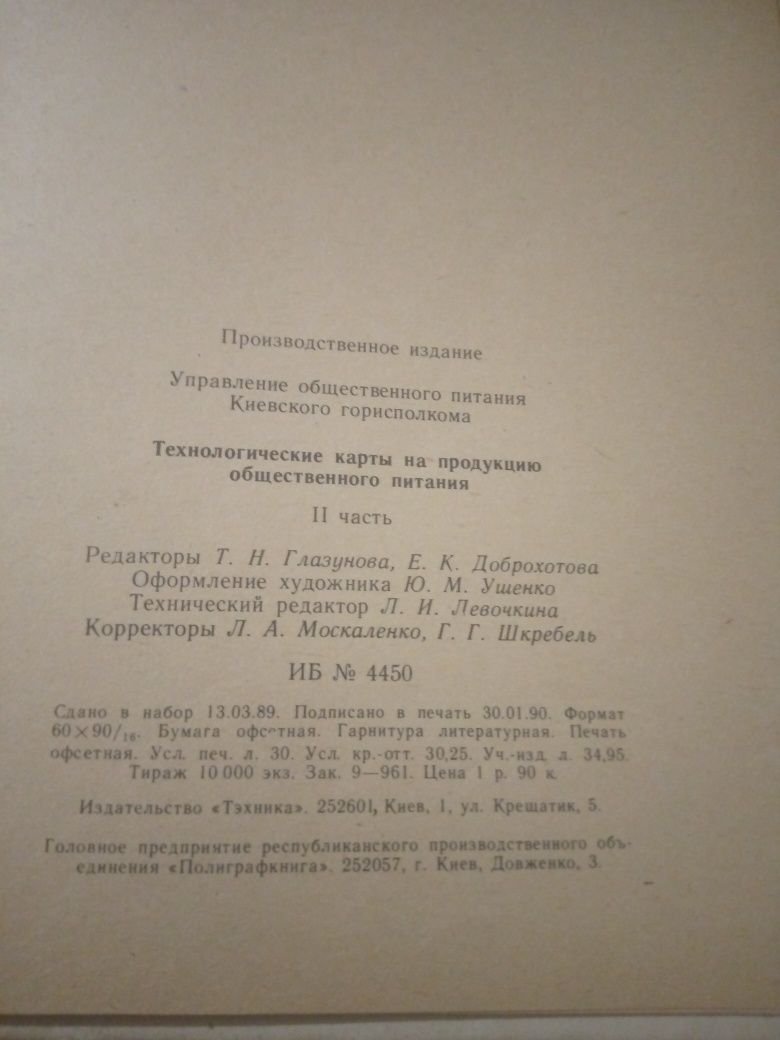 Производственное издание
Управление общественного питания
Киевского горисполкома
Технологические карты на продукцию
общественного питания
II часть
Редакторы Т. Н. Глазунова, Е. К. Доброхотова
Оформление художника Ю. М. Ушенко
Технический редактор Л. И. Левочкина
Корректоры Л. А. Москаленко, Г. Г. Шкребель
ИБ № 4450
Сдано в набор 13.03.89. Подписано в печать 30.01.90. Формат
60×90/16. Бумага офсетная. Гарнитура литературная. Печать
офсетная. Усл. печ. л. 30. Усл. кр.-отт. 30,25. Уч.-изд. л. 34,95.
Тираж 10 000 экз. Зак. 9—961. Цена 1 р. 90 к.
Издательство «Тэхника». 252601, Киев, 1, ул. Крещатик, 5.
Головное предприятие республиканского производственного объ-
единения «Полиграфкнига». 252057, г. Киев, Довженко, 3.